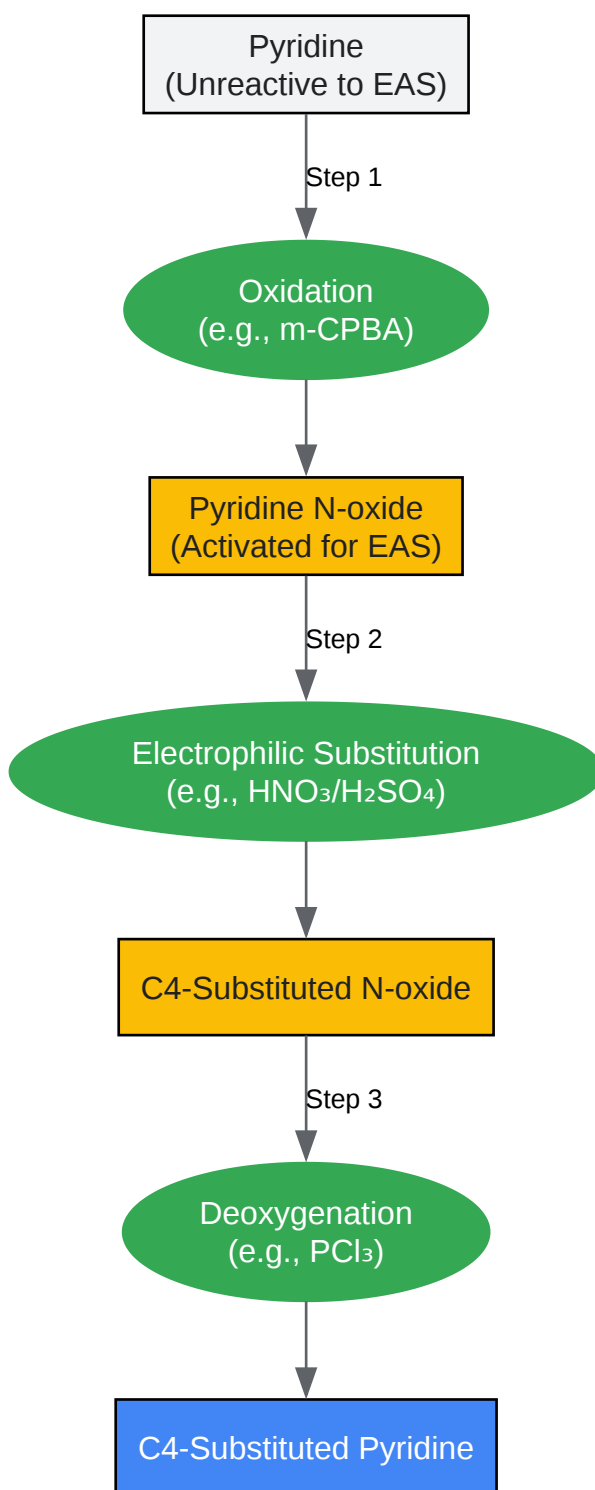 Pyridine
(Unreactive to EAS)
Step 1
Oxidation
(e.g., m-CPBA)
Pyridine N-oxide
(Activated for EAS)
Step 2
Electrophilic Substitution
(e.g., HNO₃/H₂SO₄)
C4-Substituted N-oxide
Step 3
Deoxygenation
(e.g., PCl₃)
C4-Substituted Pyridine